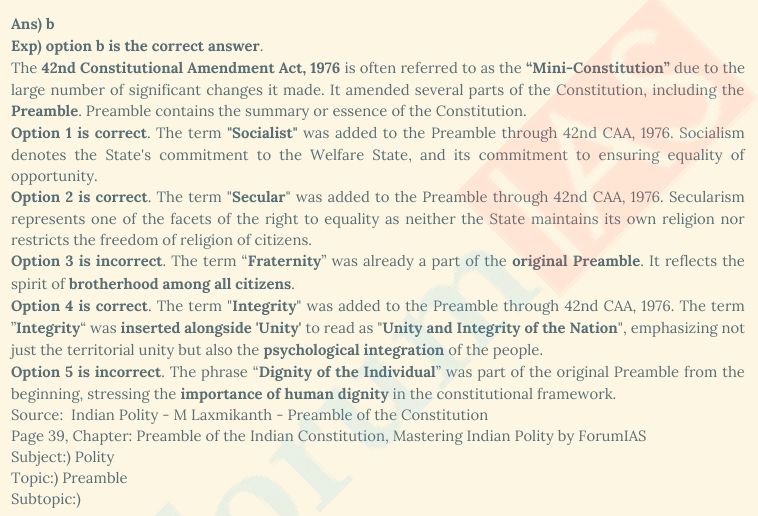 Ans) b
Exp) option b is the correct answer.
The 42nd Constitutional Amendment Act, 1976 is often referred to as the “Mini-Constitution” due to the
large number of significant changes it made. It amended several parts of the Constitution, including the
Preamble. Preamble contains the summary or essence of the Constitution.
Option 1 is correct. The term "Socialist" was added to the Preamble through 42nd CAA, 1976. Socialism
denotes the State's commitment to the Welfare State, and its commitment to ensuring equality of
opportunity.
Option 2 is correct. The term "Secular" was added to the Preamble through 42nd CAA, 1976. Secularism
represents one of the facets of the right to equality as neither the State maintains its own religion nor
restricts the freedom of religion of citizens.
Option 3 is incorrect. The term “Fraternity” was already a part of the original Preamble. It reflects the
spirit of brotherhood among all citizens.
Option 4 is correct. The term "Integrity" was added to the Preamble through 42nd CAA, 1976. The term
”Integrity“ was inserted alongside 'Unity' to read as "Unity and Integrity of the Nation", emphasizing not
just the territorial unity but also the psychological integration of the people.
Option 5 is incorrect. The phrase “Dignity of the Individual” was part of the original Preamble from the
beginning, stressing the importance of human dignity in the constitutional framework.
Source: Indian Polity - M Laxmikanth - Preamble of the Constitution
Page 39, Chapter: Preamble of the Indian Constitution, Mastering Indian Polity by ForumIAS
Subject:) Polity
Topic:) Preamble
Subtopic:)
forumIAS